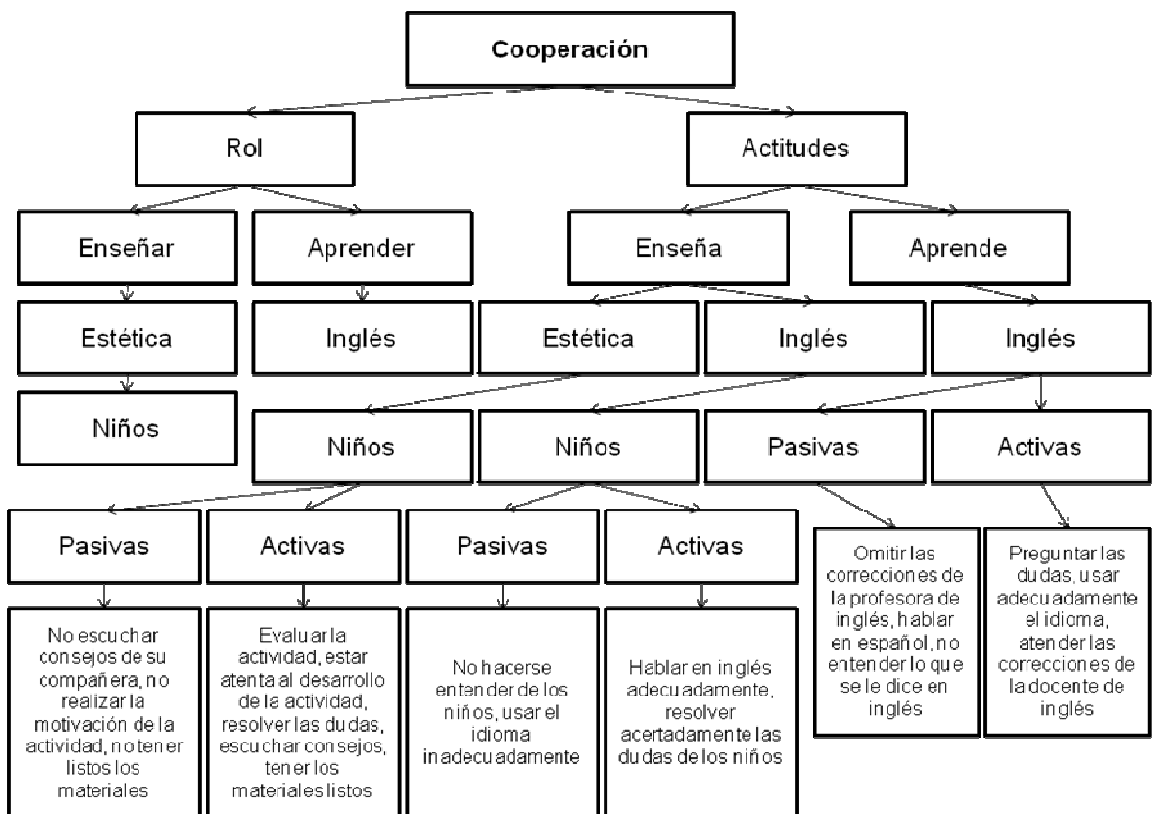 Cooperación
Rol
Actitudes
Enseñar
Aprender
Enseña
Aprende
Estética
Inglés
Estética
Inglés
Inglés
Niños
Niños
Niños
Pasivas
Activas
Pasivas
Activas
Pasivas
Activas
No escuchar
consejos de su
compañera, no
realizar la
motivación de la
actividad, no tener
listos los
materiales
Evaluar la
actividad, estar
atenta al desarrollo
de la actividad,
resolver las dudas,
escuchar consejos,
tener los
materiales listos
No hacerse
entender de los
niños, usar el
idioma
inadecuadamente
Hablar en inglés
adecuadamente,
resolver
acertadamente las
dudas de los niños
Omitir las
correcciones de
la profesora de
inglés, hablar
en español, no
entender lo que
se le dice en
inglés
Preguntar las
dudas, usar
adecuadamente
el idioma,
atender las
correcciones de
la docente de
inglés